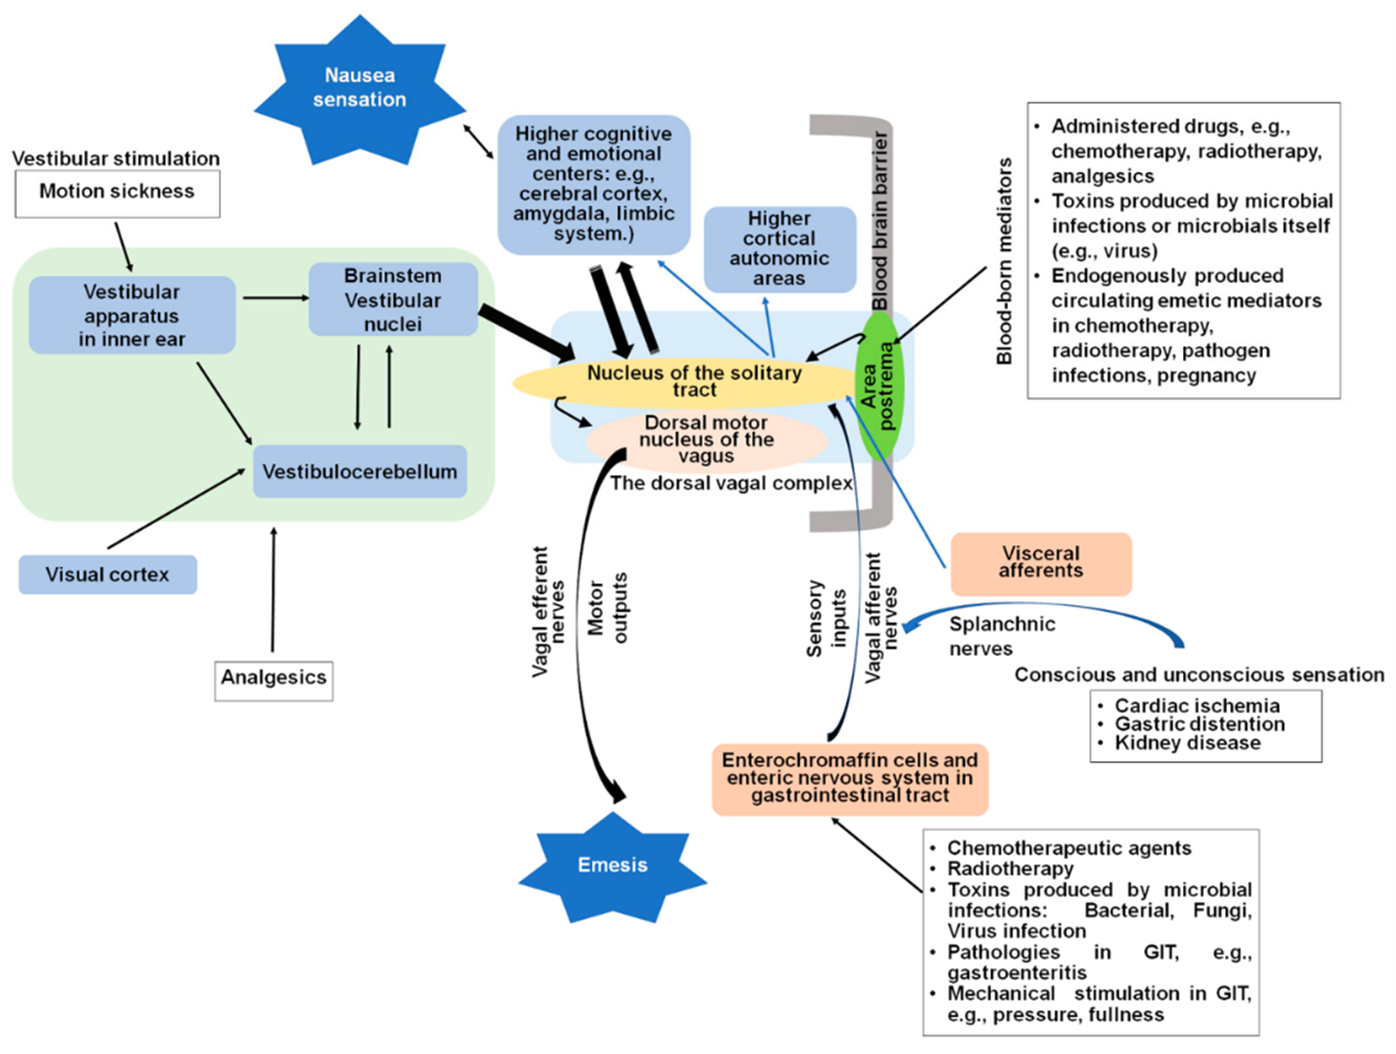 Nausea
sensation
Vestibular stimulation
Motion sickness
Higher cognitive
and emotional
centers: e.g.,
cerebral cortex,
amygdala, limbic
system.)
Higher
cortical
autonomic
areas
Blood brain barrier
Blood-born mediators
• Administered drugs, e.g.,
chemotherapy, radiotherapy,
analgesics
• Toxins produced by microbial
infections or microbials itself
(e.g., virus)
• Endogenously produced
circulating emetic mediators
in chemotherapy,
radiotherapy, pathogen
infections, pregnancy
Vestibular
apparatus
in inner ear
Brainstem
Vestibular
nuclei
Vestibulocerebellum
Visual cortex
Analgesics
Nucleus of the solitary
tract
Area
postrema
Dorsal motor
nucleus of the
vagus
The dorsal vagal complex
Vagal efferent
nerves
Motor
outputs
Sensory
inputs
Vagal afferent
nerves
Visceral
afferents
Splanchnic
nerves
Conscious and unconscious sensation
• Cardiac ischemia
• Gastric distention
• Kidney disease
Enterochromaffin cells and
enteric nervous system in
gastrointestinal tract
Emesis
• Chemotherapeutic agents
• Radiotherapy
• Toxins produced by microbial
infections: Bacterial, Fungi,
Virus infection
• Pathologies in GIT, e.g.,
gastroenteritis
• Mechanical stimulation in GIT,
e.g., pressure, fullness